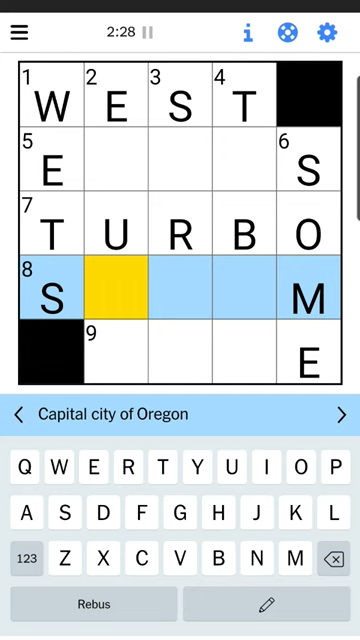 2:28
1 2 3 4
W E S T
5 6
E S
7
T U R B O
8
S M
9
E
Capital city of Oregon
Q W E R T Y U I O P
A S D F G H J K L
123 Z X C V B N M
Rebus